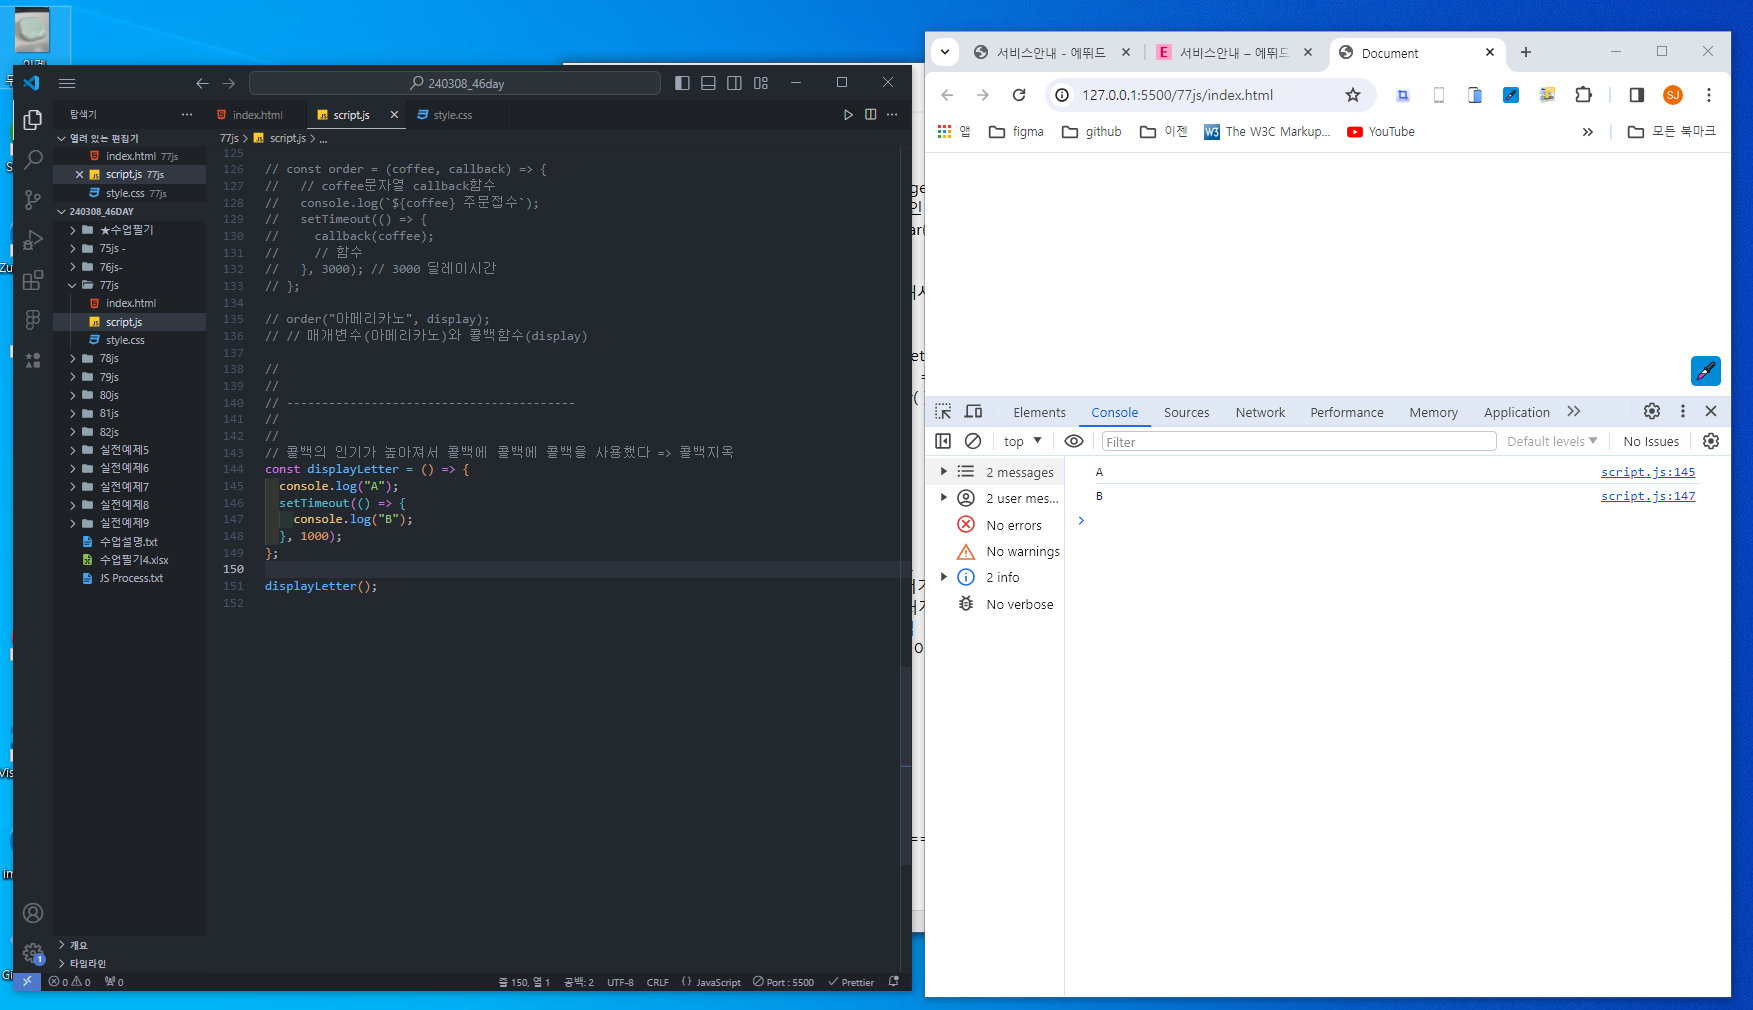 240308_46day
탐색기
열려 있는 편집기
index.html 77js
script.js 77js
style.css 77js
240308_46DAY
★수업필기
75js -
76js-
77js
index.html
script.js
style.css
78js
79js
80js
81js
82js
실전예제5
실전예제6
실전예제7
실전예제8
실전예제9
수업설명.txt
수업필기4.xlsx
JS Process.txt
개요
타임라인
index.html
script.js
style.css
77js > script.js > ...
125
126 // const order = (coffee, callback) => {
127 //   // coffee문자열 callback함수
128 //   console.log(`${coffee} 주문접수`);
129 //   setTimeout(() => {
130 //     callback(coffee);
131 //     // 함수
132 //   }, 3000); // 3000 딜레이시간
133 // };
134
135 // order("아메리카노", display);
136 // // 매개변수(아메리카노)와 콜백함수(display)
137
138 //
139 //
140 // -----------------------------------------
141 //
142 //
143 // 콜백의 인기가 높아져서 콜백에 콜백에 콜백을 사용했다 => 콜백지옥
144 const displayLetter = () => {
145   console.log("A");
146   setTimeout(() => {
147     console.log("B");
148   }, 1000);
149 };
150
151 displayLetter();
152
1
0 0
0
줄 150, 열 1
공백: 2
UTF-8
CRLF
{} JavaScript
Port : 5500
Prettier
서비스안내 - 에뛰드
E 서비스안내 – 에뛰드
Document
127.0.0.1:5500/77js/index.html
SJ
앱
figma
github
이젠
W3 The W3C Markup...
YouTube
모든 북마크
Elements
Console
Sources
Network
Performance
Memory
Application
top
Filter
Default levels
No Issues
2 messages
2 user mes...
No errors
No warnings
2 info
No verbose
A script.js:145
B script.js:147